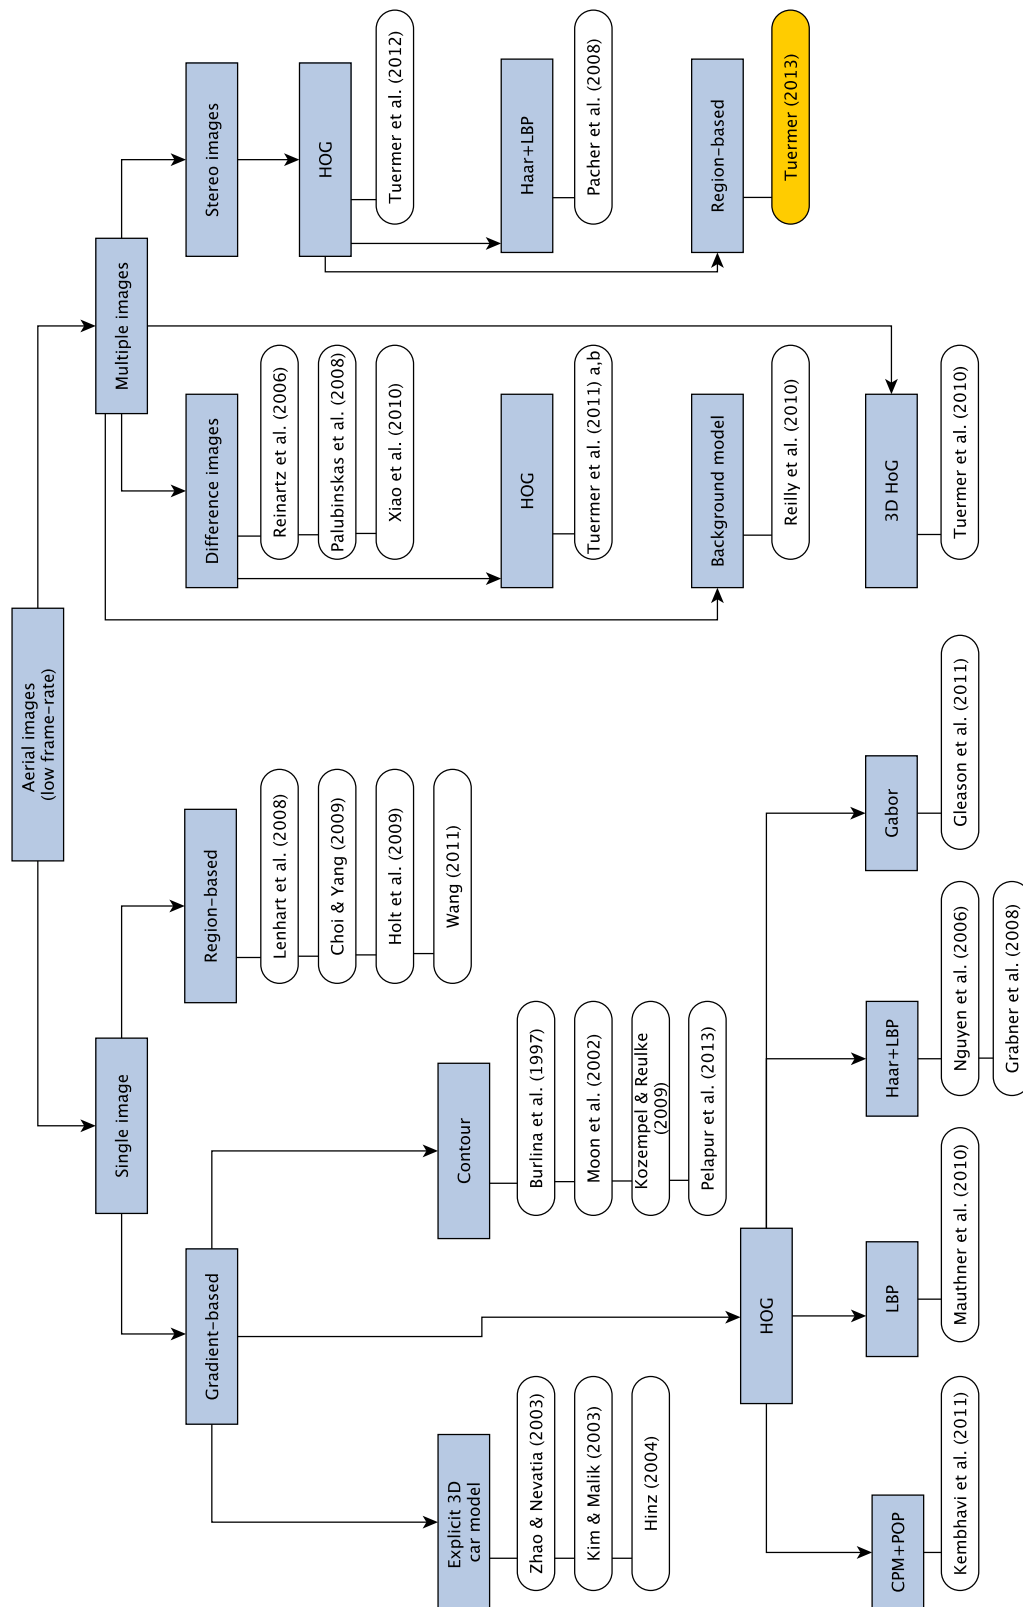 Aerial images
(low frame-rate)
Single image
Gradient-based
Explicit 3D
car model
Zhao & Nevatia (2003)
Kim & Malik (2003)
Hinz (2004)
Contour
Burlina et al. (1997)
Moon et al. (2002)
Kozempel & Reulke
(2009)
Pelapur et al. (2013)
HOG
CPM+POP
Kembhavi et al. (2011)
LBP
Mauthner et al. (2010)
Haar+LBP
Nguyen et al. (2006)
Grabner et al. (2008)
Gabor
Gleason et al. (2011)
Region-based
Lenhart et al. (2008)
Choi & Yang (2009)
Holt et al. (2009)
Wang (2011)
Multiple images
Difference images
Reinartz et al. (2006)
Palubinskas et al. (2008)
Xiao et al. (2010)
HOG
Tuermer et al. (2011) a,b
Background model
Reilly et al. (2010)
3D HoG
Tuermer et al. (2010)
Stereo images
HOG
Tuermer et al. (2012)
Haar+LBP
Pacher et al. (2008)
Region-based
Tuermer (2013)